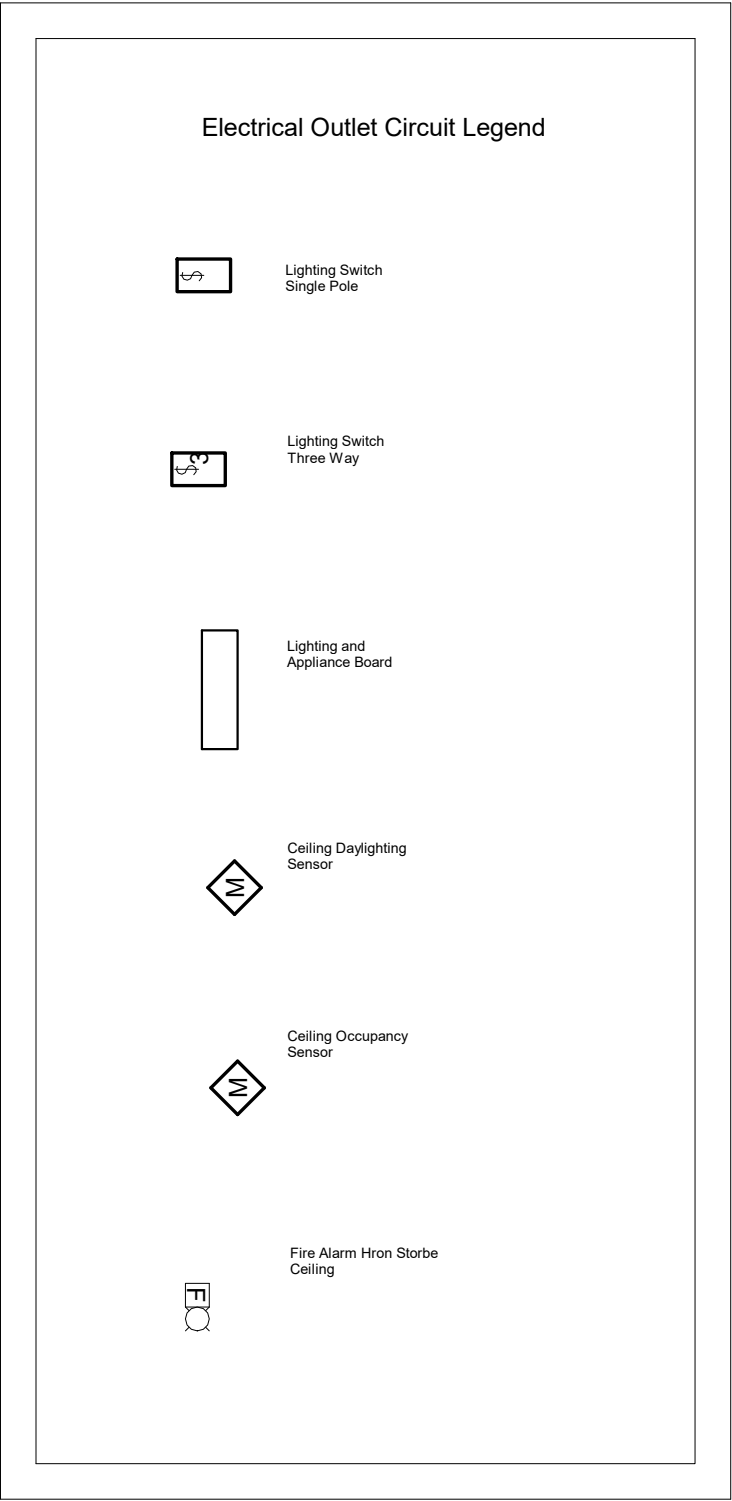 Electrical Outlet Circuit Legend
$
Lighting Switch
Single Pole
$ 3
Lighting Switch
Three Way
Lighting and
Appliance Board
M
Ceiling Daylighting
Sensor
M
Ceiling Occupancy
Sensor
F
Fire Alarm Hron Storbe
Ceiling